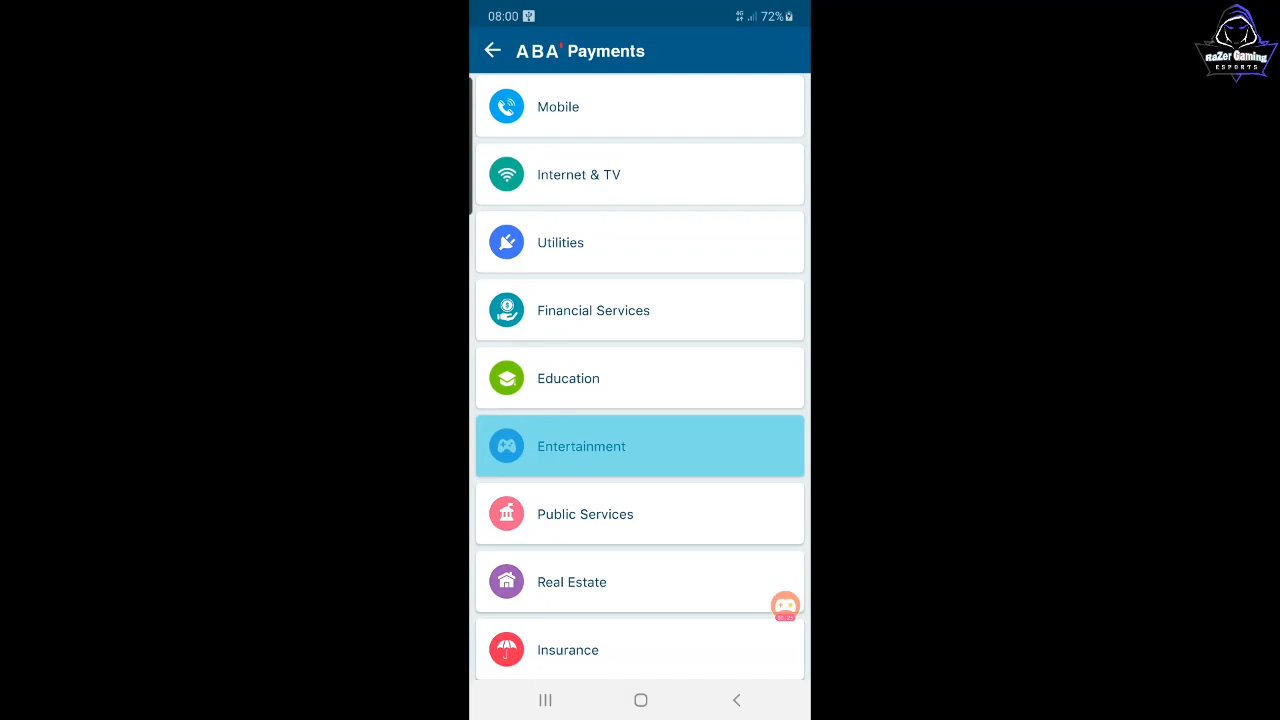 08:00
4G 72%
ABA' Payments
Mobile
Internet & TV
Utilities
Financial Services
Education
Entertainment
Public Services
Real Estate
Insurance
RaZer Gaming
ESPORTS